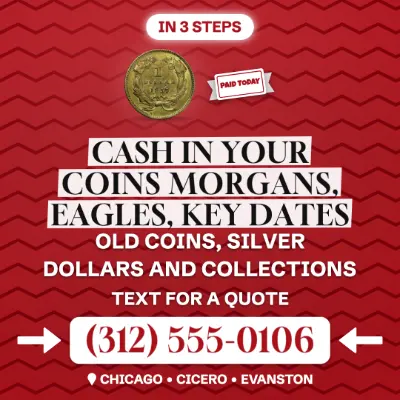 IN 3 STEPS
PAID TODAY
CASH IN YOUR
COINS MORGANS,
EAGLES, KEY DATES
OLD COINS, SILVER
DOLLARS AND COLLECTIONS
TEXT FOR A QUOTE
(312) 555-0106
CHICAGO • CICERO • EVANSTON